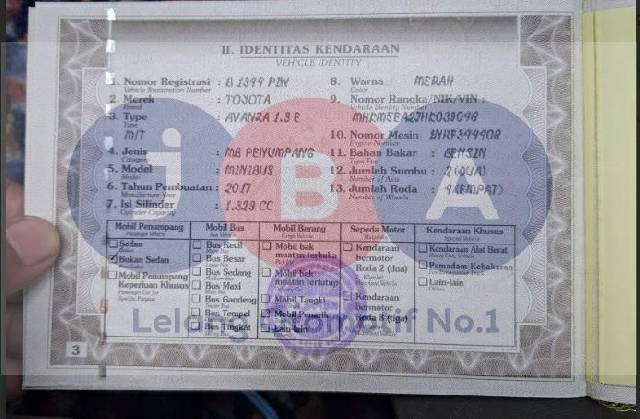 II. IDENTITAS KENDARAAN
VEHICLE IDENTITY
1. Nomor Registrasi : B 1399 PIH
Vehicle Registration Number
2. Merek : TOYOTA
Brand
3. Type : AVANZA 1.3 E
Type
M/T
4. Jenis : MB PENUMPANG
Category
5. Model : MINIBUS
Model
6. Tahun Pembuatan : 2017
Manufacture Year
7. Isi Silinder : 1.329 CC
Cylinder Capacity
8. Warna MERAH
Color
9. Nomor Rangka/NIK/VIN :
Vehicle Identity Number
10. Nomor Mesin
Engine Number
11. Bahan Bakar : BENSIN
Type Fuel
12. Jumlah Sumbu : 2 (DUA)
Number of Axis
13. Jumlah Roda : 4 (EMPAT)
Number of Wheels
Mobil Penumpang
Sedan
Bukan Sedan
Mobil Penumpang
Keperluan Khusus
Mobil Bus
Bus Kecil
Bus Besar
Bus Sedang
Bus Maxi
Bus Gandeng
Bus Tempel
Bus Tingkat
Mobil Barang
Mobil bak
muatan terbuka
Mobil bak
muatan tertutup
Mobil Tangki
Mobil Penarik
Lain-lain
Sepeda Motor
Kendaraan
bermotor
Roda 2 (dua)
Kendaraan
bermotor
Roda 3 (tiga)
Kendaraan Khusus
Kendaraan Alat Berat
Pemadam Kebakaran
Lain-lain
3
iBA
Lelang Otomotif No.1